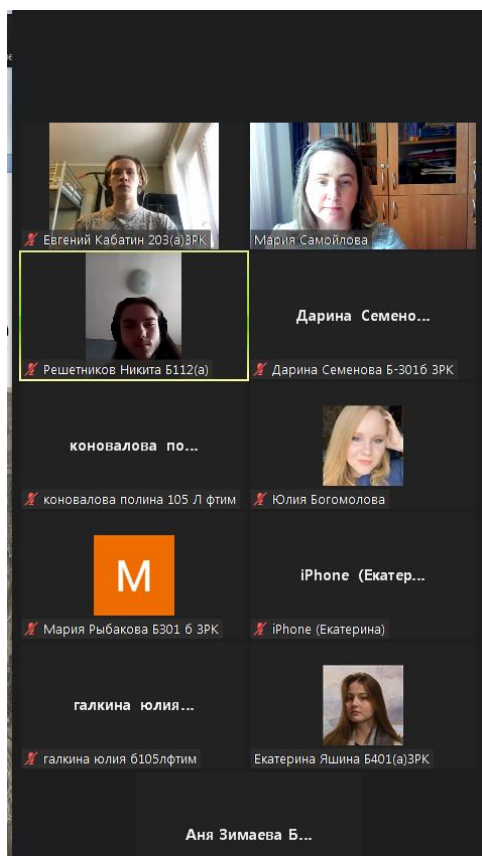 Евгений Кабатин 203(а)ЗРК
Мария Самойлова
Решетников Никита Б112(а)
Дарина Семено...
Дарина Семенова Б-301б ЗРК
коновалова по...
коновалова полина 105 Л фтим
Юлия Богомолова
М
Мария Рыбакова Б301 б ЗРК
iPhone (Екатер...
iPhone (Екатерина)
галкина юлия...
галкина юлия б105лфтим
Екатерина Яшина Б401(а)ЗРК
Аня Зимаева Б...